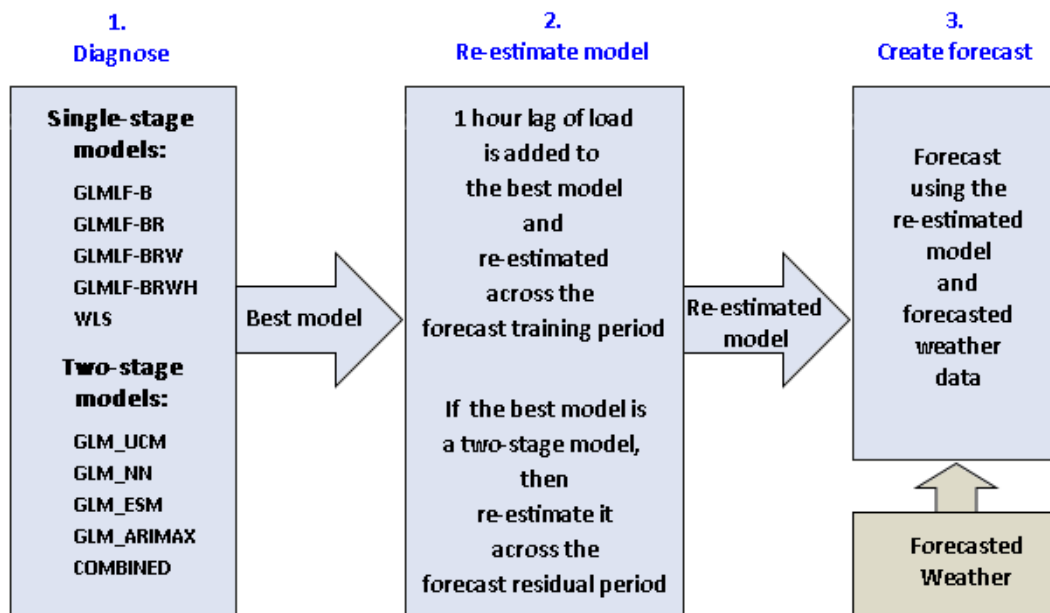 1.
Diagnose
Single-stage
models:
GLMLF-B
GLMLF-BR
GLMLF-BRW
GLMLF-BRWH
WLS
Two-stage
models:
GLM_UCM
GLM_NN
GLM_ESM
GLM_ARIMAX
COMBINED
Best model
2.
Re-estimate model
1 hour lag of load
is added to
the best model
and
re-estimated
across the
forecast training period
If the best model is
a two-stage model,
then
re-estimate it
across the
forecast residual period
Re-estimated
model
3.
Create forecast
Forecast
using the
re-estimated
model
and
forecasted
weather
data
Forecasted
Weather